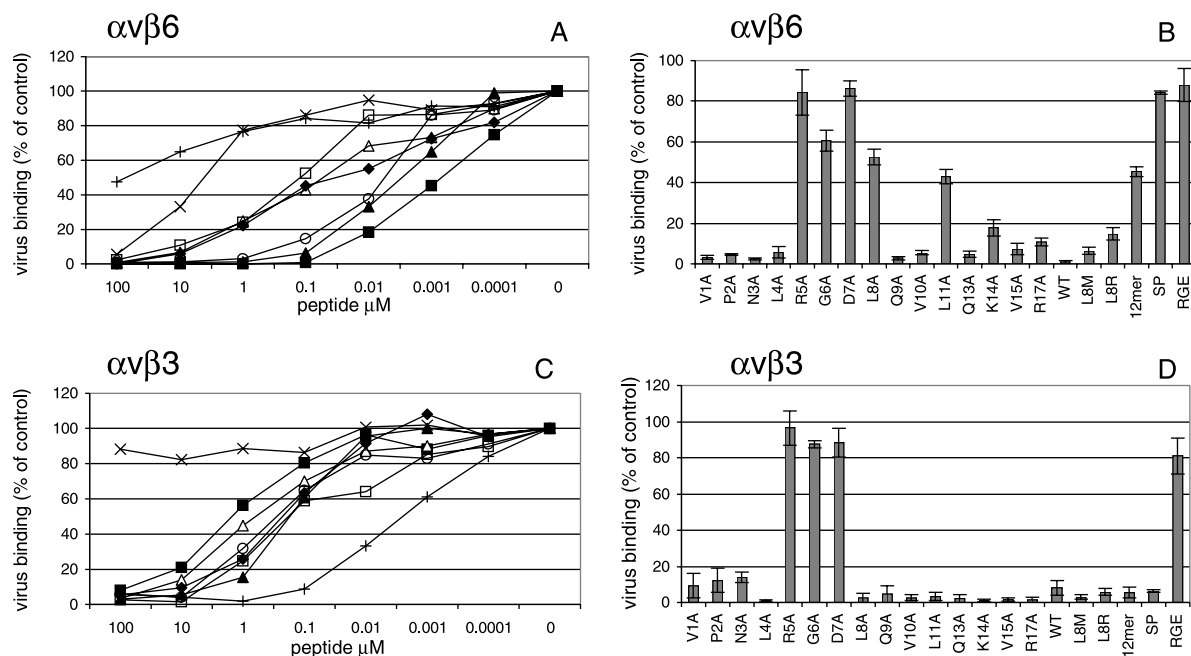 αvβ6
A
virus binding (% of control)
120
100
80
60
40
20
0
100 10 1 0.1 0.01 0.001 0.0001 0
peptide μM
αvβ6
B
virus binding (% of control)
100
80
60
40
20
0
V1A P2A N3A L4A R5A G6A D7A L8A Q9A V10A L11A Q13A K14A V15A R17A WT L8M L8R 12mer SP RGE
αvβ3
C
virus binding (% of control)
120
100
80
60
40
20
0
100 10 1 0.1 0.01 0.001 0.0001 0
peptide μM
αvβ3
D
virus binding (% of control)
120
100
80
60
40
20
0
V1A P2A N3A L4A R5A G6A D7A L8A Q9A V10A L11A Q13A K14A V15A R17A WT L8M L8R 12mer SP RGE